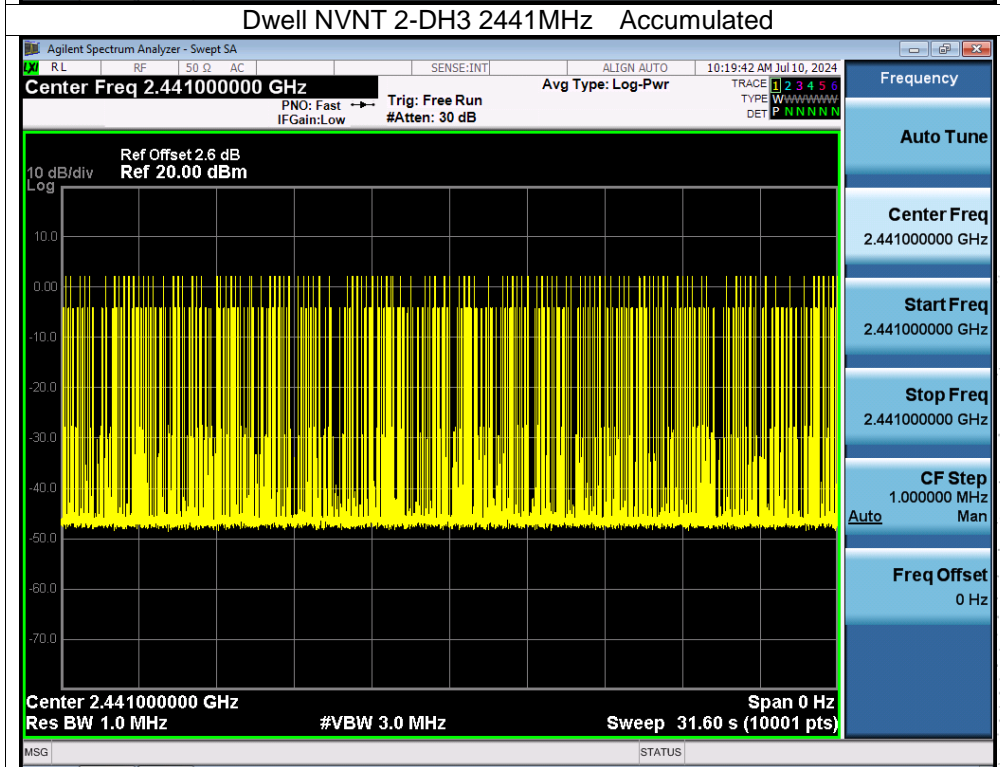 Dwell NVNT 2-DH3 2441MHz Accumulated
Agilent Spectrum Analyzer - Swept SA
LXI RL RF 50 Ω AC SENSE:INT ALIGN AUTO 10:19:42 AM Jul 10, 2024
Center Freq 2.441000000 GHz
PNO: Fast
IFGain:Low
Trig: Free Run
#Atten: 30 dB
Avg Type: Log-Pwr
TRACE 1 2 3 4 5 6
TYPE WWWWWWW
DET P N N N N N
Frequency
Ref Offset 2.6 dB
10 dB/div Ref 20.00 dBm
Log
10.0
0.00
-10.0
-20.0
-30.0
-40.0
-50.0
-60.0
-70.0
Center 2.441000000 GHz Span 0 Hz
Res BW 1.0 MHz #VBW 3.0 MHz Sweep 31.60 s (10001 pts)
Auto Tune
Center Freq
2.441000000 GHz
Start Freq
2.441000000 GHz
Stop Freq
2.441000000 GHz
CF Step
1.000000 MHz
Auto Man
Freq Offset
0 Hz
MSG STATUS